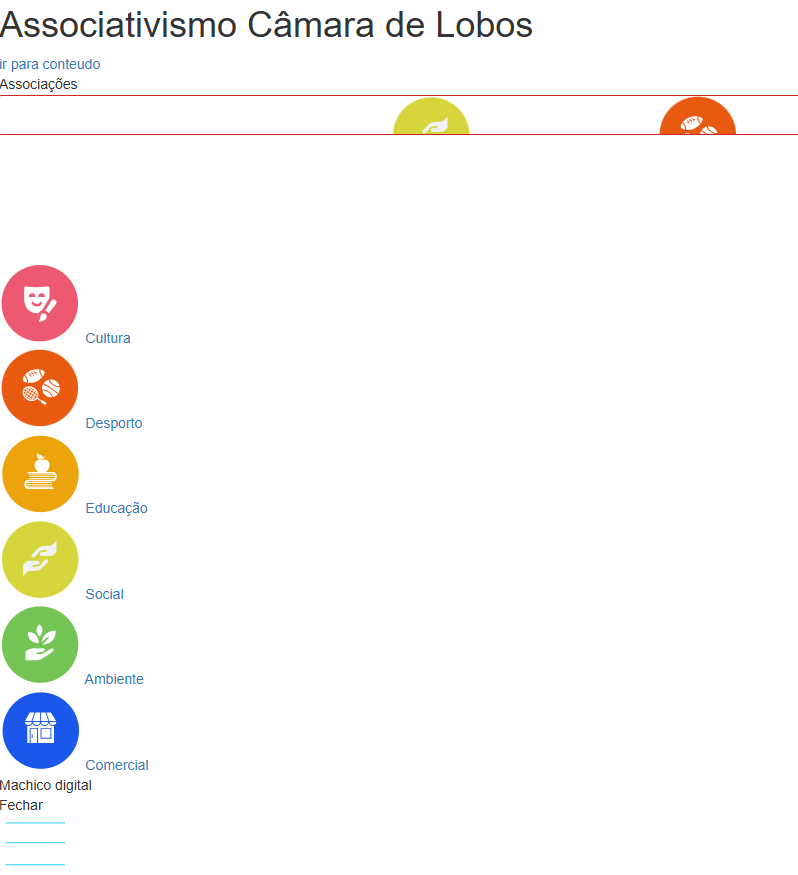 Associativismo Câmara de Lobos
ir para conteudo
Associações
Cultura
Desporto
Educação
Social
Ambiente
Comercial
Machico digital
Fechar